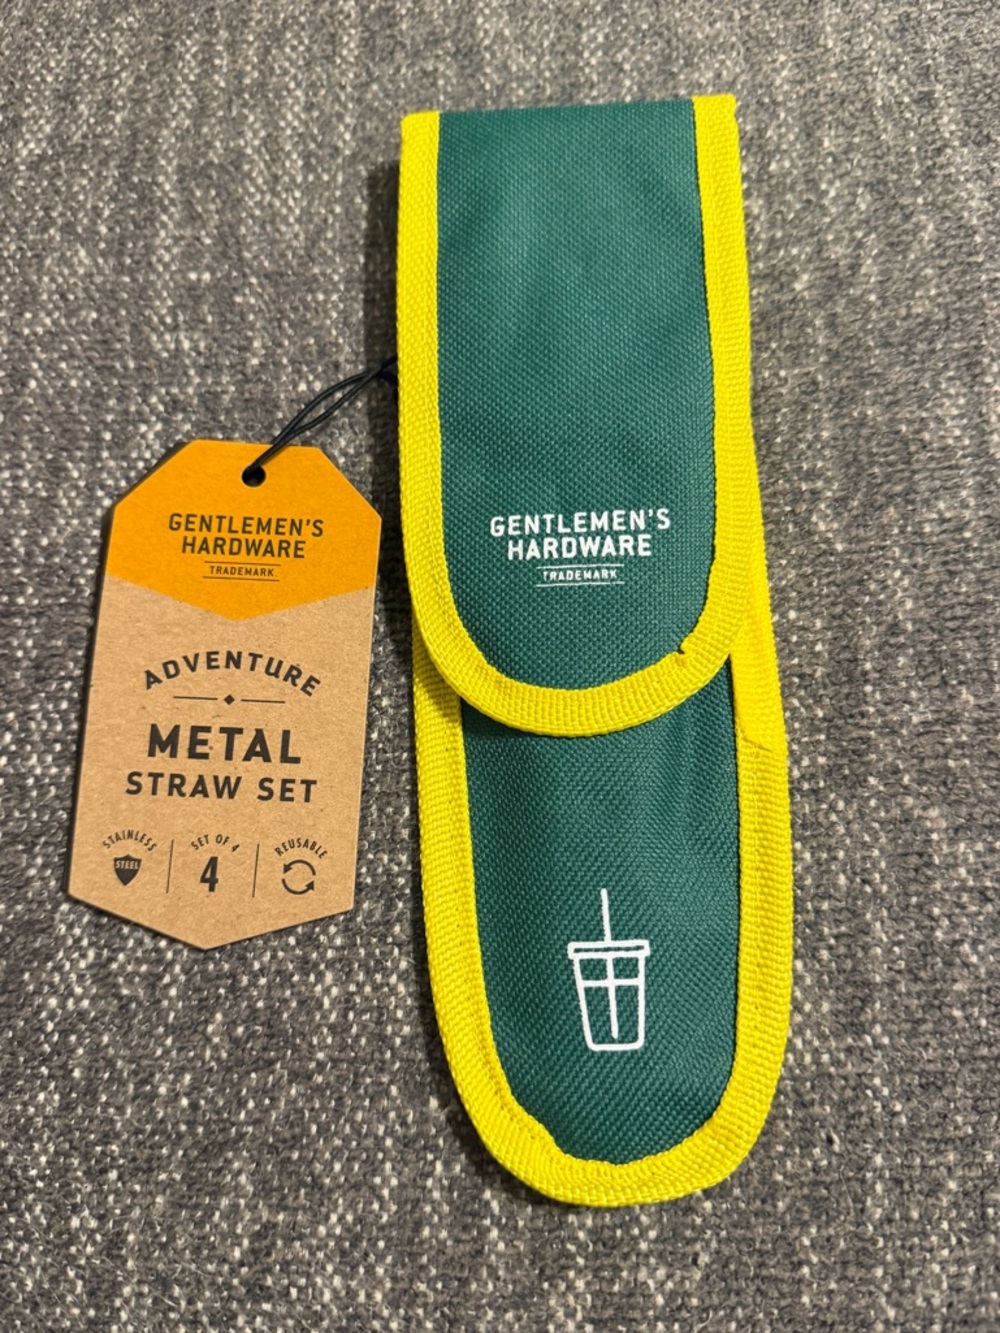 GENTLEMEN'S
HARDWARE
TRADEMARK
ADVENTURE
METAL
STRAW SET
STAINLESS
STEEL
SET OF 4
4
REUSABLE
GENTLEMEN'S
HARDWARE
TRADEMARK